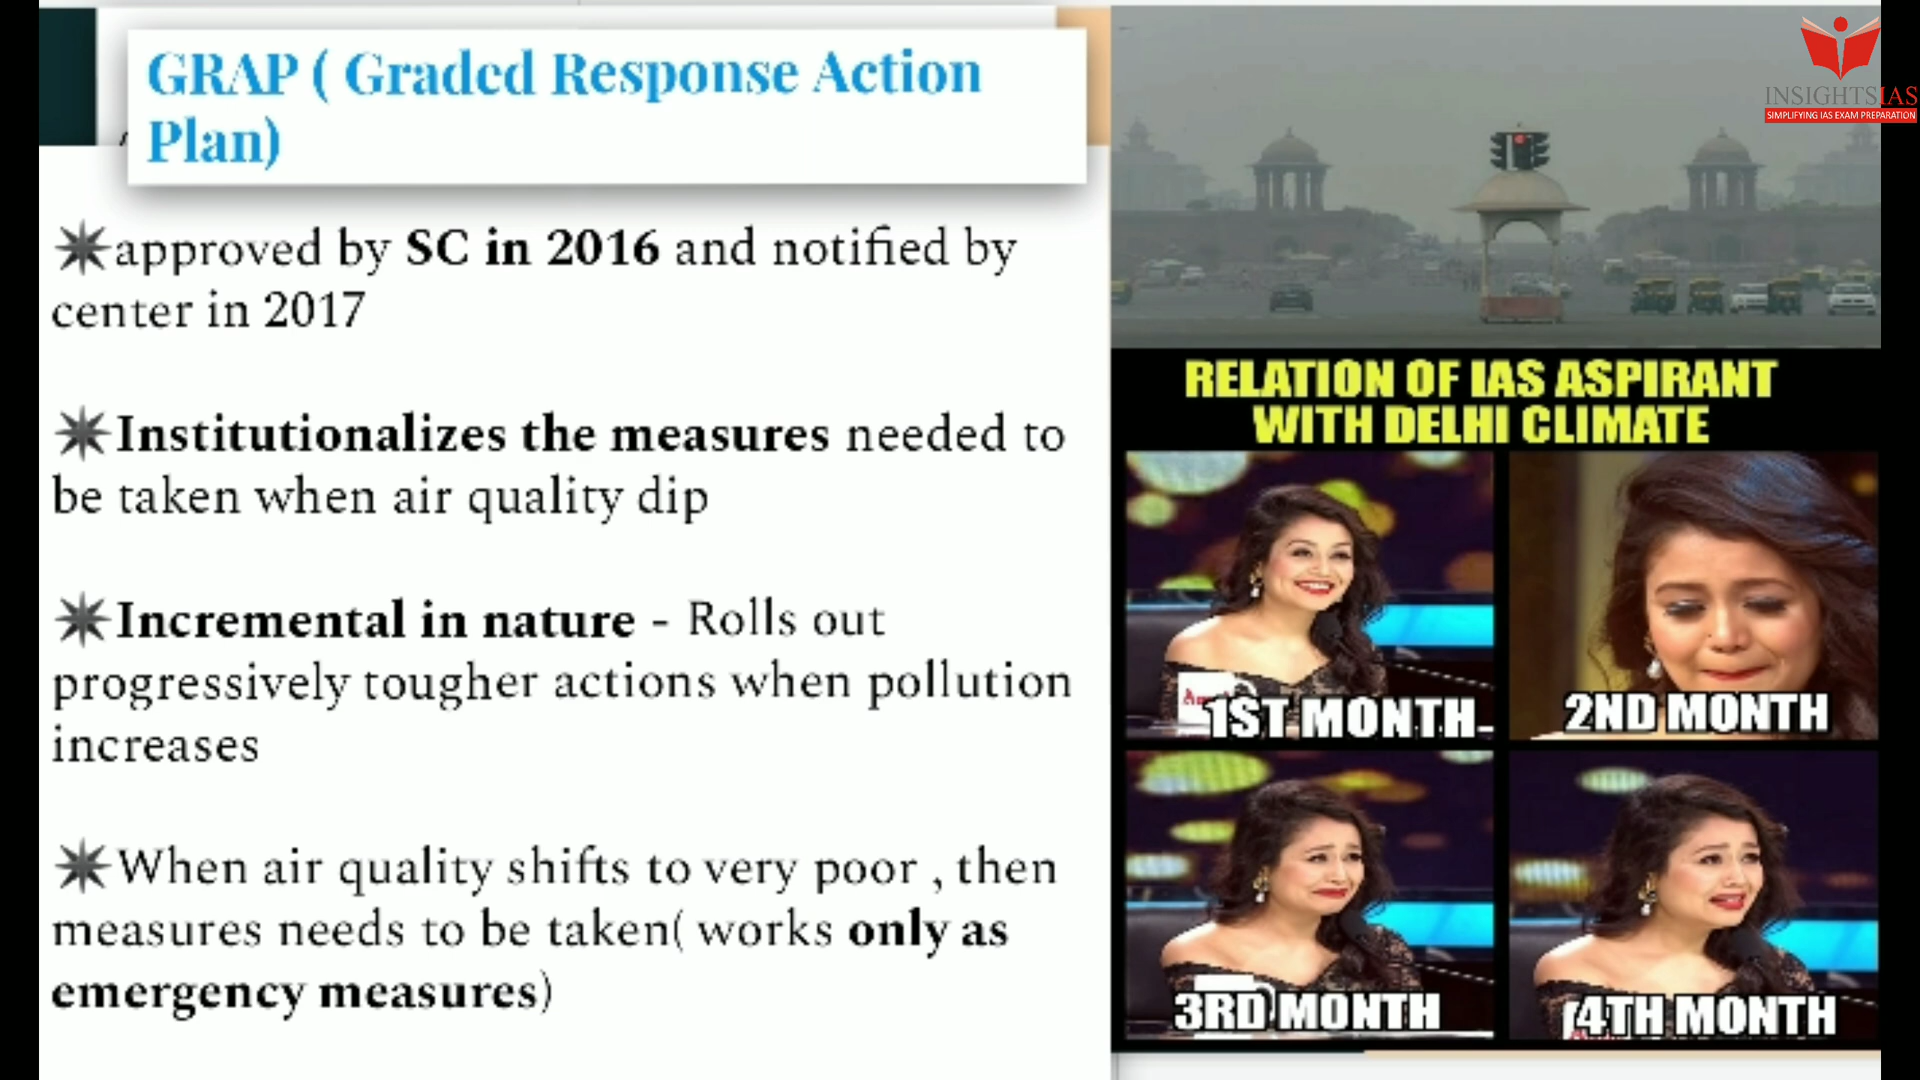 GRAP ( Graded Response Action
Plan)
✷approved by SC in 2016 and notified by
center in 2017
✷Institutionalizes the measures needed to
be taken when air quality dip
✷Incremental in nature - Rolls out
progressively tougher actions when pollution
increases
✷When air quality shifts to very poor , then
measures needs to be taken( works only as
emergency measures)
INSIGHTSIAS
SIMPLIFYING IAS EXAM PREPARATION
RELATION OF IAS ASPIRANT
WITH DELHI CLIMATE
1ST MONTH
2ND MONTH
3RD MONTH
4TH MONTH